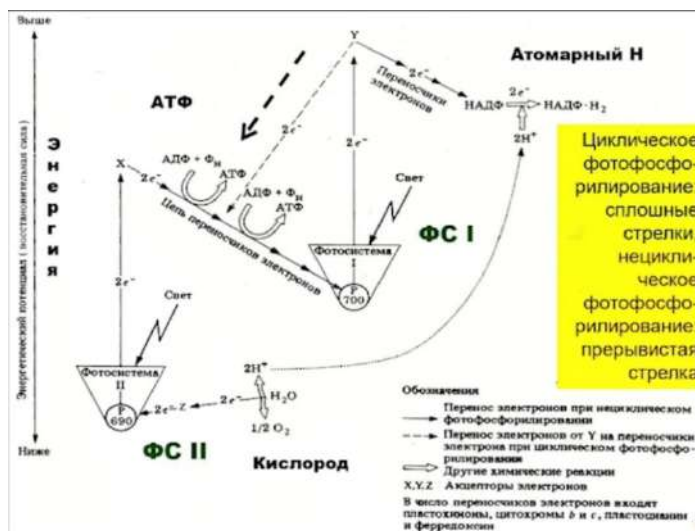 Выше
Энергетический потенциал (восстановительная сила)
Ниже
Энергия
АТФ
Y
Атомарный Н
Переносчики
электронов
2e⁻
2e⁻
НАДФ
НАДФ·Н₂
2H⁺
2e⁻
2e⁻
X
2e⁻
АДФ + Фн
АТФ
АДФ + Фн
АТФ
Цепь переносчиков электронов
Свет
ФС I
Фотосистема
I
P
700
2e⁻
Свет
Фотосистема
II
P
690
ФС II
2e⁻
Z
2e⁻
2H⁺
H₂O
1/2 O₂
Кислород
Циклическое
фотофосфо-
рилирование
сплошные
стрелки,
нецикли-
ческое
фотофосфо-
рилирование
прерывистая
стрелка
Обозначения
Перенос электронов при нециклическом
фотофосфорилировании
Перенос электронов от Y на переносчики
электрона при циклическом фотофосфо-
рилировании
Другие химические реакции
X,Y,Z Акцепторы электронов
В число переносчиков электронов входят
пластохиноны, цитохромы b и c, пластоцианин
и ферредоксин